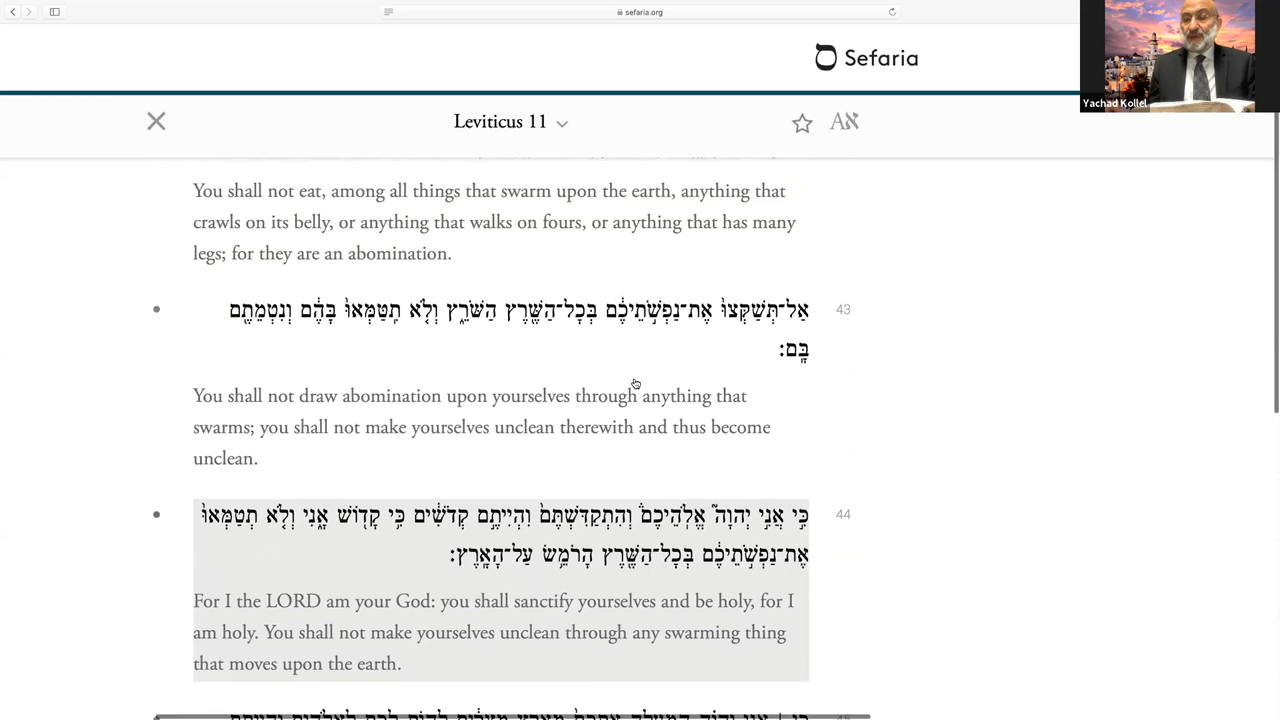 sefaria.org
Sefaria
Yachad Kollel
Leviticus 11
אA
You shall not eat, among all things that swarm upon the earth, anything that
crawls on its belly, or anything that walks on fours, or anything that has many
legs; for they are an abomination.
אַל־תְּשַׁקְּצוּ֙ אֶת־נַפְשֹׁ֣תֵיכֶ֔ם בְּכׇל־הַשֶּׁ֖רֶץ הַשֹּׁרֵ֑ץ וְלֹ֤א תִֽטַּמְּאוּ֙ בָּהֶ֔ם וְנִטְמֵתֶ֖ם
43
בָּֽם׃
You shall not draw abomination upon yourselves through anything that
swarms; you shall not make yourselves unclean therewith and thus become
unclean.
כִּ֣י אֲנִ֣י יְהֹוָה֮ אֱלֹֽהֵיכֶם֒ וְהִתְקַדִּשְׁתֶּם֙ וִהְיִיתֶ֣ם קְדֹשִׁ֔ים כִּ֥י קָד֖וֹשׁ אָ֑נִי וְלֹ֤א תְטַמְּאוּ֙
44
אֶת־נַפְשֹׁ֣תֵיכֶ֔ם בְּכׇל־הַשֶּׁ֖רֶץ הָרֹמֵ֥שׂ עַל־הָאָֽרֶץ׃
For I the LORD am your God: you shall sanctify yourselves and be holy, for I
am holy. You shall not make yourselves unclean through any swarming thing
that moves upon the earth.